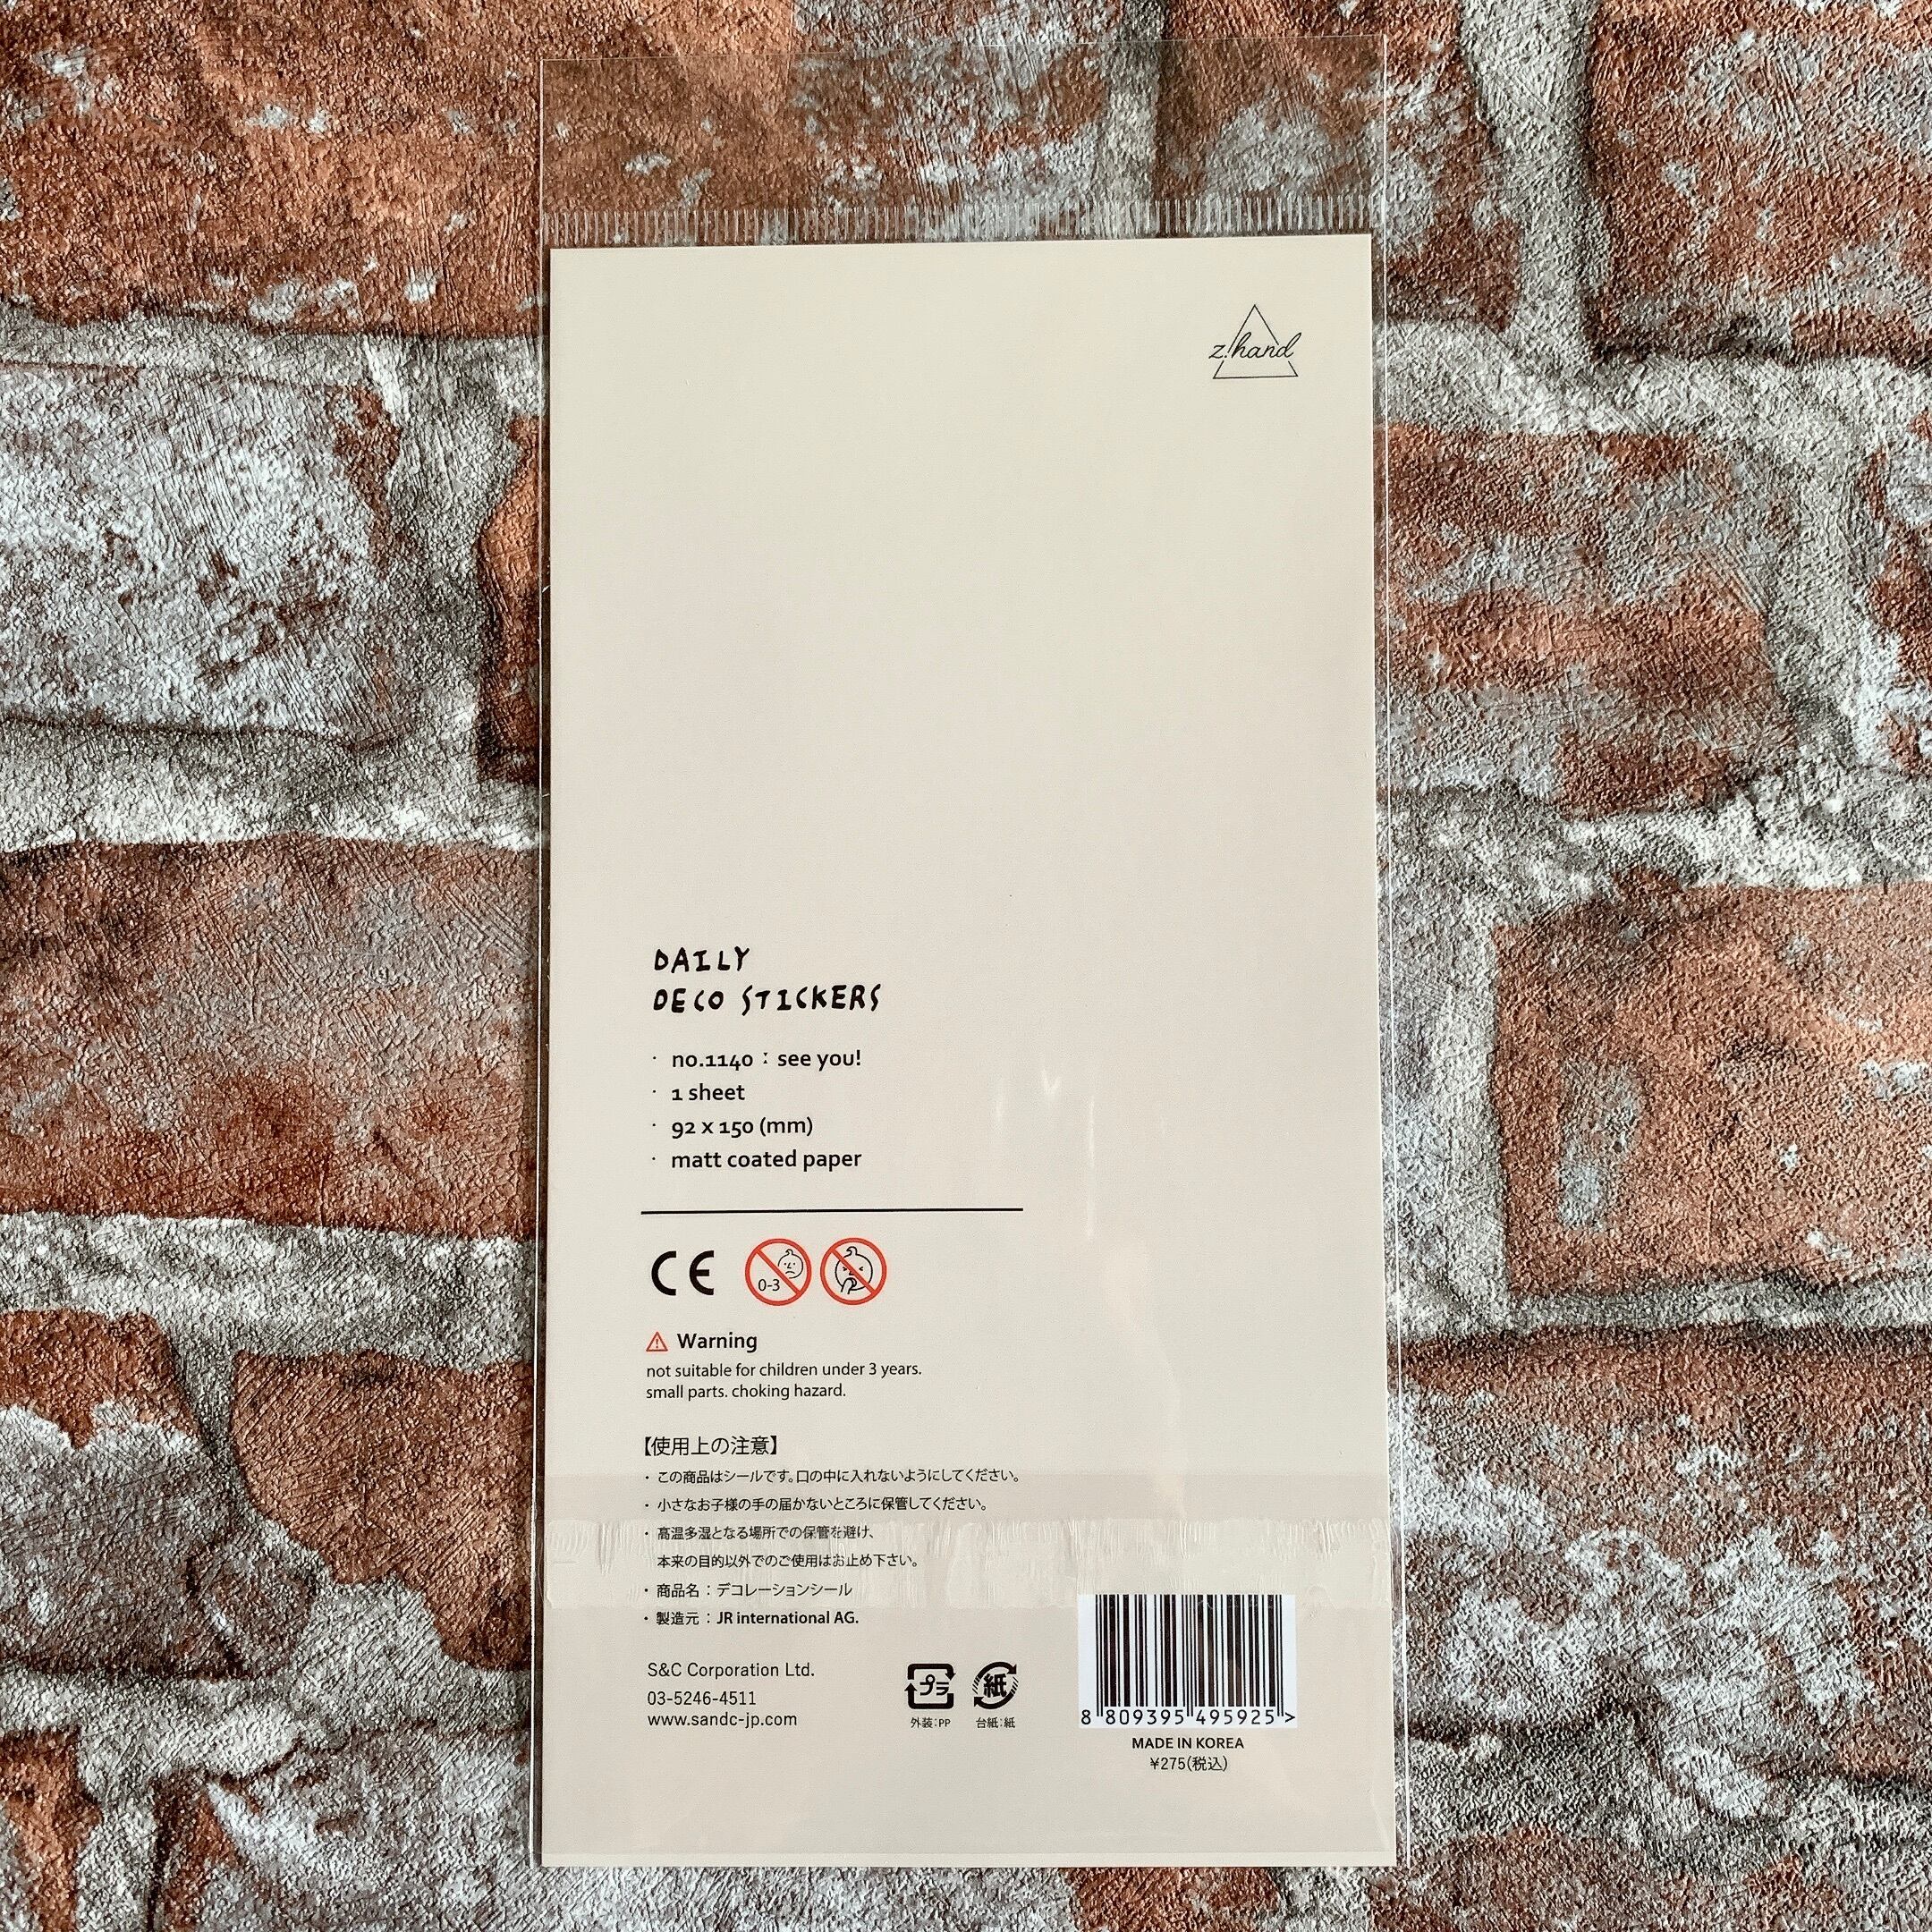 z!hand
DAILY
DECO STICKERS
· no.1140 : see you!
· 1 sheet
· 92 x 150 (mm)
· matt coated paper
CE
0-3
Warning
not suitable for children under 3 years.
small parts. choking hazard.
【使用上の注意】
・この商品はシールです。口の中に入れないようにしてください。
・小さなお子様の手の届かないところに保管してください。
・高温多湿となる場所での保管を避け、
本来の目的以外でのご使用はお止め下さい。
・商品名：デコレーションシール
・製造元：JR international AG.
S&C Corporation Ltd.
03-5246-4511
www.sandc-jp.com
プラ
外装:PP
紙
台紙:紙
8 809395 495925 >
MADE IN KOREA
¥275(税込)